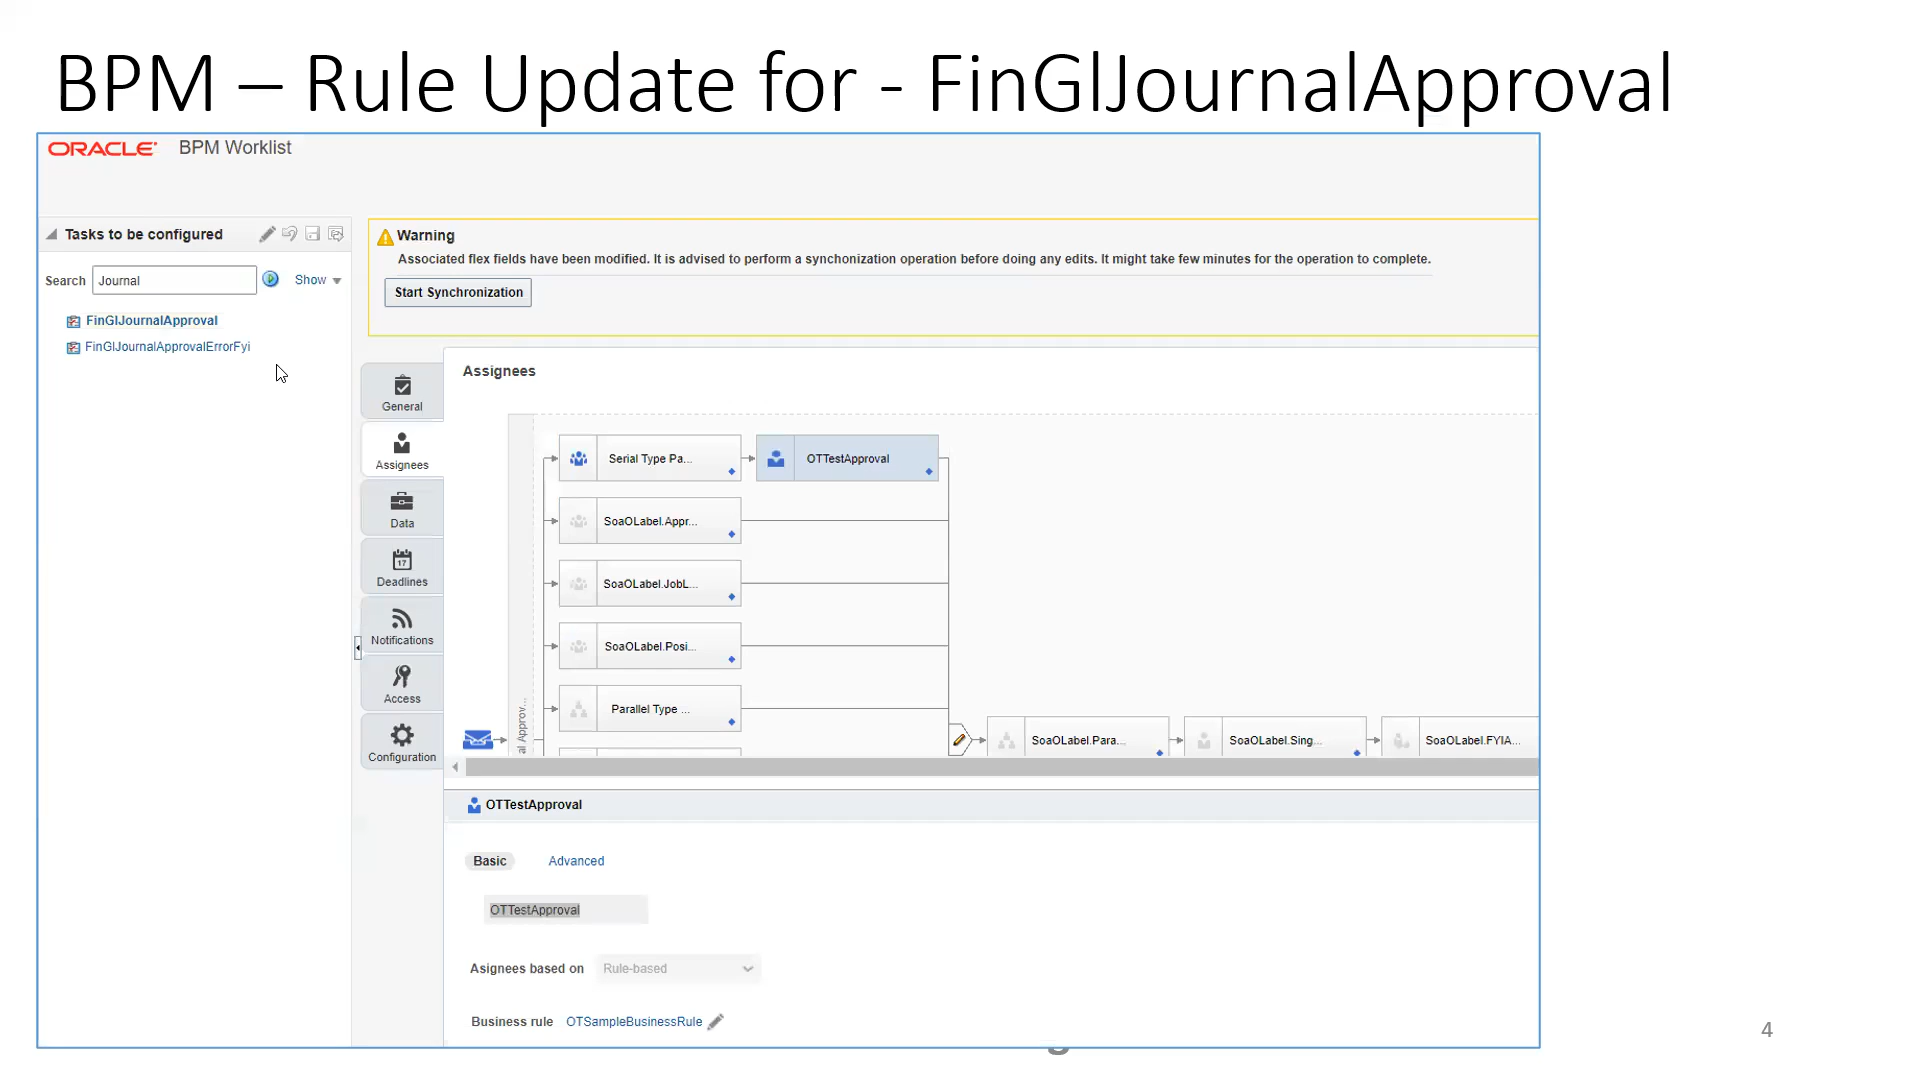 BPM – Rule Update for - FinGlJournalApproval
ORACLE BPM Worklist
Tasks to be configured
Search Journal Show
FinGlJournalApproval
FinGlJournalApprovalErrorFyi
Warning
Associated flex fields have been modified. It is advised to perform a synchonization operation before doing any edits. It might take few minutes for the operation to complete.
Start Synchronization
General
Assignees
Data
Deadlines
17
Notifications
Access
Configuration
Assignees
Serial Type Pa...
OTTestApproval
SoaOLabel.Appr...
SoaOLabel.JobL...
SoaOLabel.Posi...
Parallel Type ...
al Approv...
SoaOLabel.Para...
SoaOLabel.Sing...
SoaOLabel.FYIA...
OTTestApproval
Basic Advanced
OTTestApproval
Asignees based on Rule-based
Business rule OTSampleBusinessRule
4